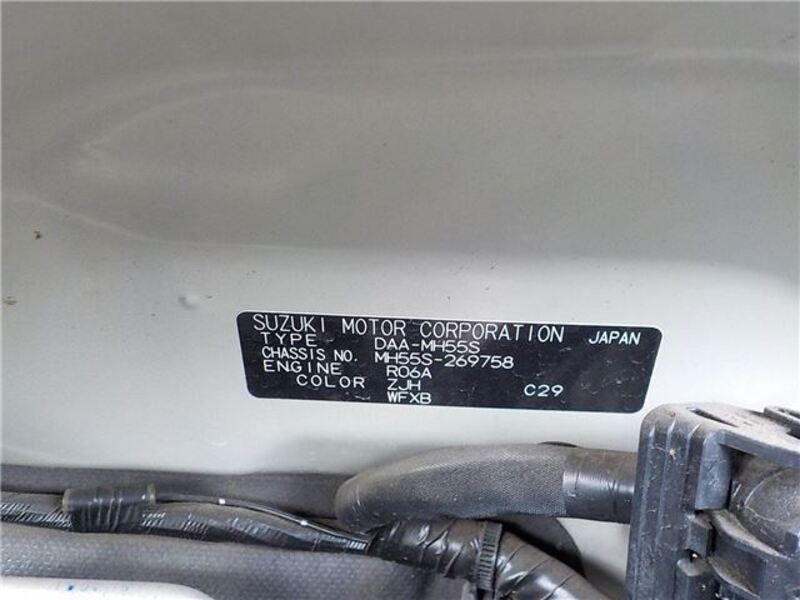 SUZUKI MOTOR CORPORATION JAPAN
TYPE DAA-MH55S
CHASSIS NO. MH55S-269758
ENGINE R06A
COLOR ZJH C29
WFXB